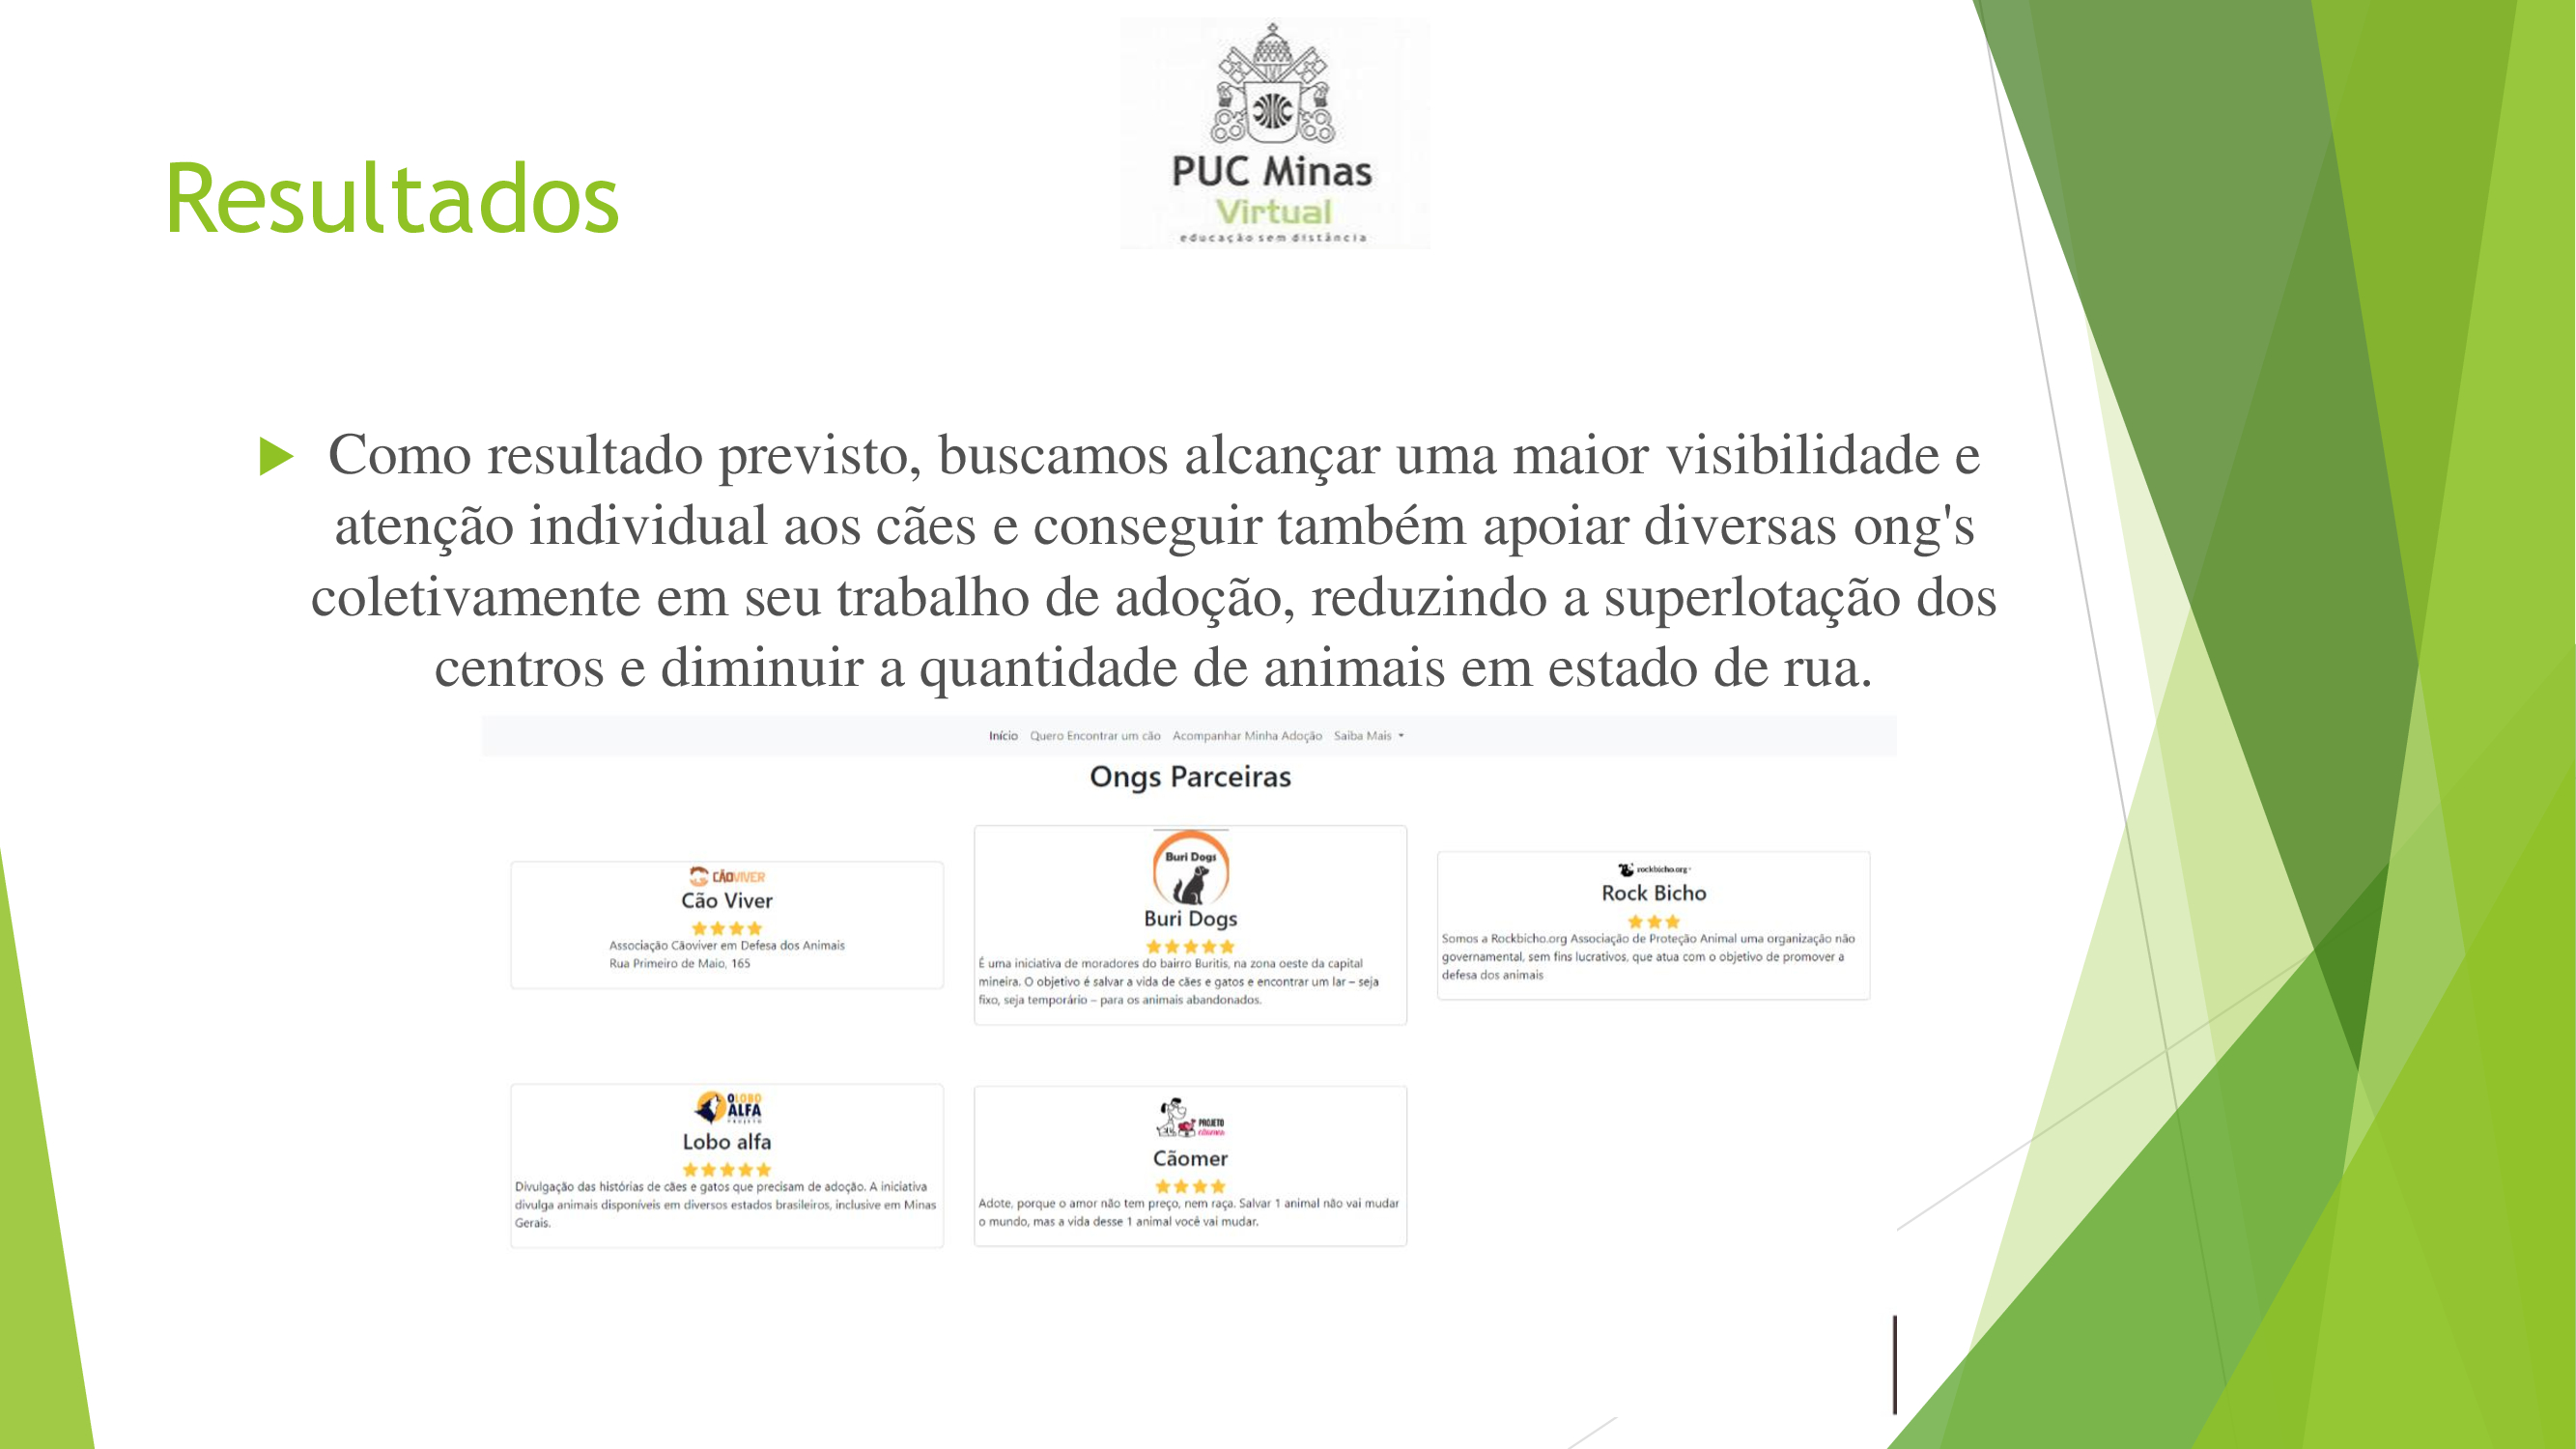 PUC Minas
Virtual
educação sem distância
Resultados
Como resultado previsto, buscamos alcançar uma maior visibilidade e
atenção individual aos cães e conseguir também apoiar diversas ong's
coletivamente em seu trabalho de adoção, reduzindo a superlotação dos
centros e diminuir a quantidade de animais em estado de rua.
Início Quero Encontrar um cão Acompanhar Minha Adoção Saiba Mais
Ongs Parceiras
CÃOVIVER
Cão Viver
Associação Cãoviver em Defesa dos Animais
Rua Primeiro de Maio, 165
Buri Dogs
Buri Dogs
É uma iniciativa de moradores do bairro Buritis, na zona oeste da capital
mineira. O objetivo é salvar a vida de cães e gatos e encontrar um lar – seja
fixo, seja temporário – para os animais abandonados.
rockbicho.org
Rock Bicho
Somos a Rockbicho.org Associação de Proteção Animal uma organização não
governamental, sem fins lucrativos, que atua com o objetivo de promover a
defesa dos animais
OLOBO
ALFA
PROJETO
Lobo alfa
Divulgação das histórias de cães e gatos que precisam de adoção. A iniciativa
divulga animais disponíveis em diversos estados brasileiros, inclusive em Minas
Gerais.
PROJETO
Cãomer
Adote, porque o amor não tem preço, nem raça. Salvar 1 animal não vai mudar
o mundo, mas a vida desse 1 animal você vai mudar.